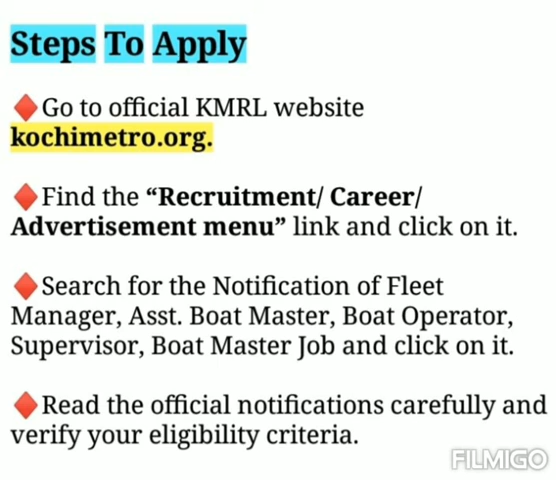 Steps To Apply
♦Go to official KMRL website
kochimetro.org.
♦Find the “Recruitment/ Career/
Advertisement menu” link and click on it.
♦Search for the Notification of Fleet
Manager, Asst. Boat Master, Boat Operator,
Supervisor, Boat Master Job and click on it.
♦Read the official notifications carefully and
verify your eligibility criteria.
FILMIGO